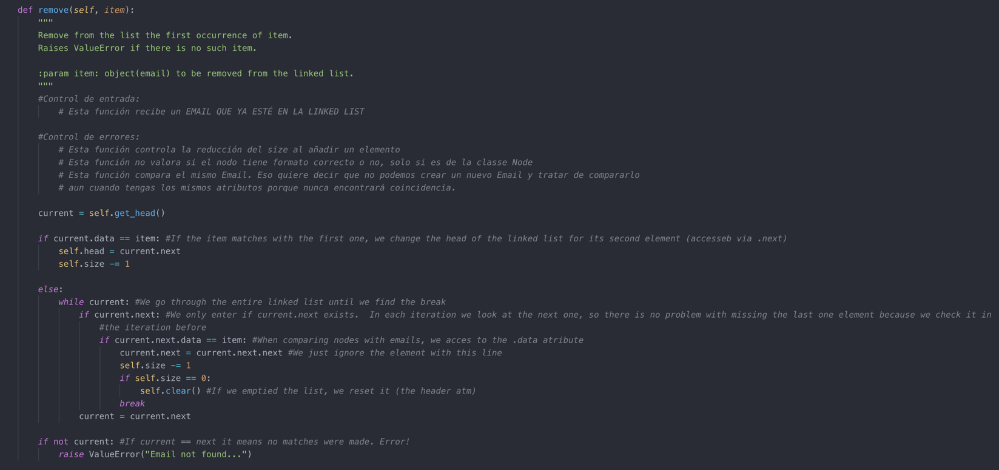 def remove(self, item):
"""
Remove from the list the first occurrence of item.
Raises ValueError if there is no such item.
:param item: object(email) to be removed from the linked list.
"""
#Control de entrada:
# Esta función recibe un EMAIL QUE YA ESTÉ EN LA LINKED LIST
#Control de errores:
# Esta función controla la reducción del size al añadir un elemento
# Esta función no valora si el nodo tiene formato correcto o no, solo si es de la classe Node
# Esta función compara el mismo Email. Eso quiere decir que no podemos crear un nuevo Email y tratar de compararlo
# aun cuando tengas los mismos atributos porque nunca encontrará coincidencia.
current = self.get_head()
if current.data == item: #If the item matches with the first one, we change the head of the linked list for its second element (accesseb via .next)
self.head = current.next
self.size -= 1
else:
while current: #We go through the entire linked list until we find the break
if current.next: #We only enter if current.next exists.  In each iteration we look at the next one, so there is no problem with missing the last one element because we check it in
#the iteration before
if current.next.data == item: #When comparing nodes with emails, we acces to the .data atribute
current.next = current.next.next #We just ignore the element with this line
self.size -= 1
if self.size == 0:
self.clear() #If we emptied the list, we reset it (the header atm)
break
current = current.next
if not current: #If current == next it means no matches were made. Error!
raise ValueError("Email not found...")